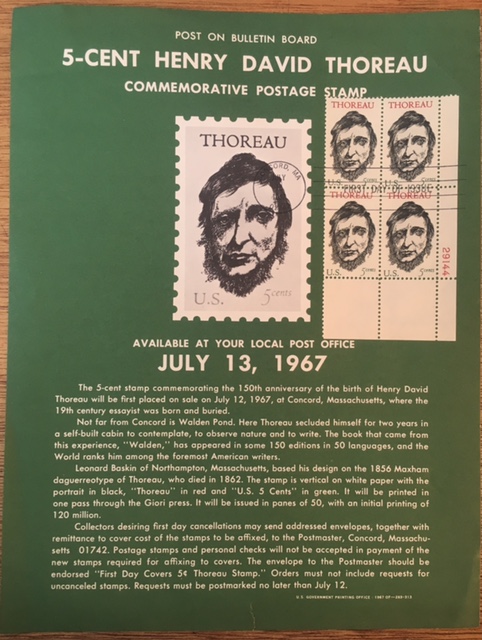 POST ON BULLETIN BOARD
5-CENT HENRY DAVID THOREAU
COMMEMORATIVE POSTAGE STAMP
THOREAU
U.S.
5 cents
CORD, MA
THOREAU
THOREAU
U.S.
5 CENTS
U.S.
FIRST DAY OF ISSUE
THOREAU
THOREAU
U.S.
5 CENTS
U.S.
5 CENTS
29144
AVAILABLE AT YOUR LOCAL POST OFFICE
JULY 13, 1967
The 5-cent stamp commemorating the 150th anniversary of the birth of Henry David
Thoreau will be first placed on sale on July 12, 1967, at Concord, Massachusetts, where the
19th century essayist was born and buried.
Not far from Concord is Walden Pond. Here Thoreau secluded himself for two years in
a self-built cabin to contemplate, to observe nature and to write. The book that came from
this experience, "Walden," has appeared in some 150 editions in 50 languages, and the
World ranks him among the foremost American writers.
Leonard Baskin of Northampton, Massachusetts, based his design on the 1856 Maxham
daguerreotype of Thoreau, who died in 1862. The stamp is vertical on white paper with the
portrait in black, "Thoreau" in red and "U.S. 5 Cents" in green. It will be printed in
one pass through the Giori press. It will be issued in panes of 50, with an initial printing of
120 million.
Collectors desiring first day cancellations may send addressed envelopes, together with
remittance to cover cost of the stamps to be affixed, to the Postmaster, Concord, Massachu-
setts 01742. Postage stamps and personal checks will not be accepted in payment of the
new stamps required for affixing to covers. The envelope to the Postmaster should be
endorsed "First Day Covers 5¢ Thoreau Stamp." Orders must not include requests for
uncanceled stamps. Requests must be postmarked no later than July 12.
U.S. GOVERNMENT PRINTING OFFICE : 1967 OF—